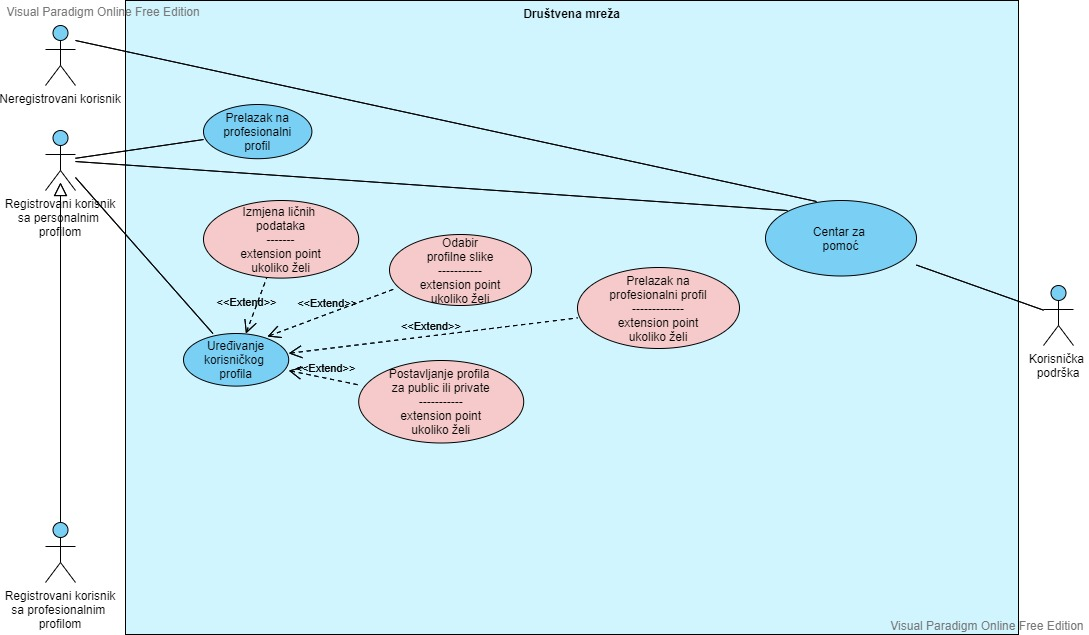 Visual Paradigm Online Free Edition
Društvena mreža
Neregistrovani korisnik
Prelazak na
profesionalni
profil
Registrovani korisnik
sa personalnim
profilom
Izmjena ličnih
podataka
-------
extension point
ukoliko želi
Odabir
profilne slike
-----------
extension point
ukoliko želi
Centar za
pomoć
Prelazak na
profesionalni profil
-------------
extension point
ukoliko želi
<<Extend>>
<<Extend>>
<<Extend>>
Uređivanje
korisničkog
profila
<<Extend>>
Postavljanje profila
za public ili private
-----------
extension point
ukoliko želi
Korisnička
podrška
Registrovani korisnik
sa profesionalnim
profilom
Visual Paradigm Online Free Edition